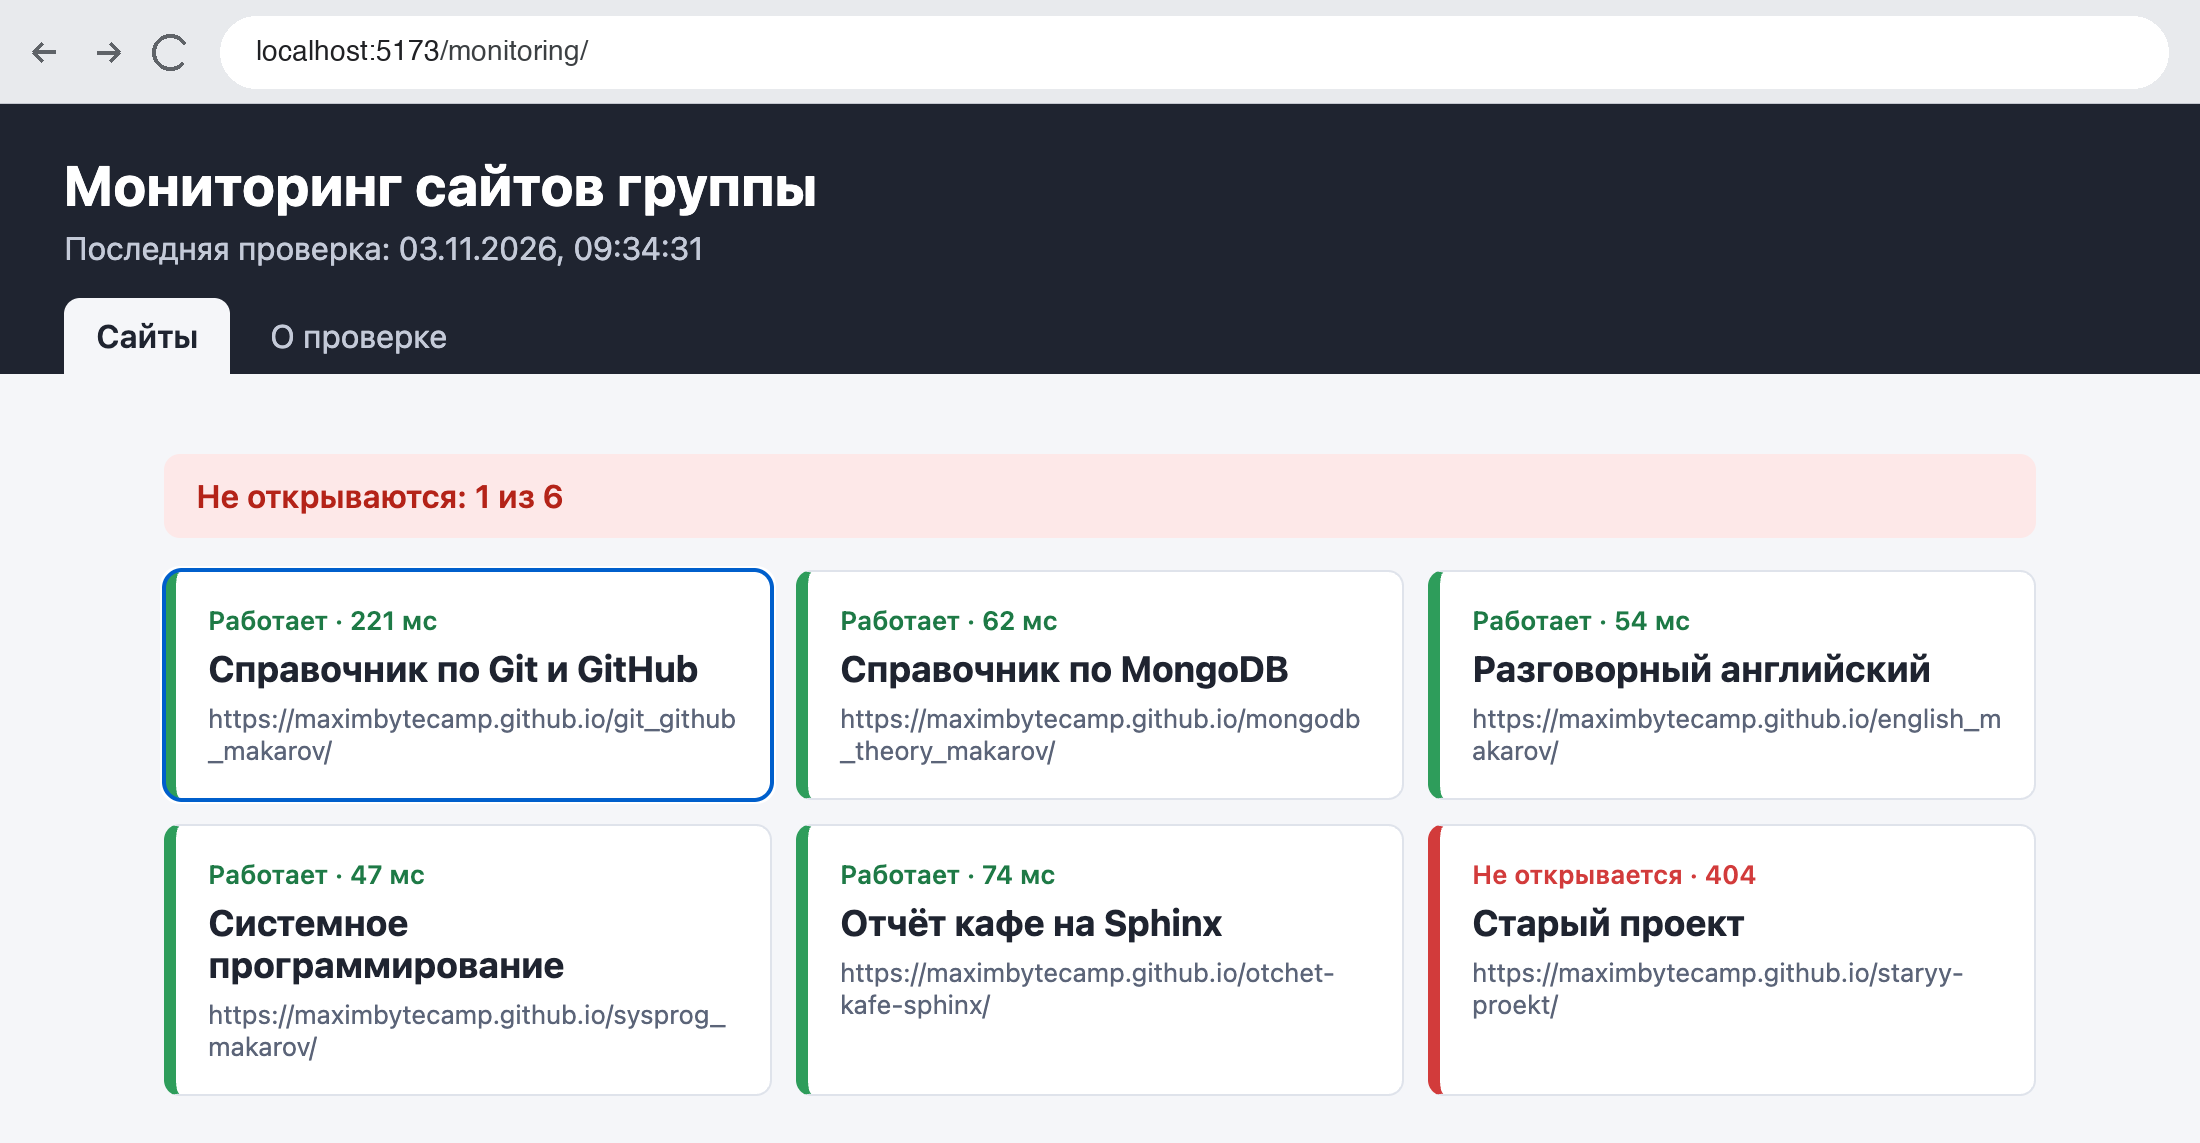 localhost:5173/monitoring/
Мониторинг сайтов группы
Последняя проверка: 03.11.2026, 09:34:31
Сайты
О проверке
Не открываются: 1 из 6
Работает · 221 мс
Справочник по Git и GitHub
https://maximbytecamp.github.io/git_github
_makarov/
Работает · 62 мс
Справочник по MongoDB
https://maximbytecamp.github.io/mongodb
_theory_makarov/
Работает · 54 мс
Разговорный английский
https://maximbytecamp.github.io/english_m
akarov/
Работает · 47 мс
Системное
программирование
https://maximbytecamp.github.io/sysprog_
makarov/
Работает · 74 мс
Отчёт кафе на Sphinx
https://maximbytecamp.github.io/otchet-
kafe-sphinx/
Не открывается · 404
Старый проект
https://maximbytecamp.github.io/staryy-
proekt/